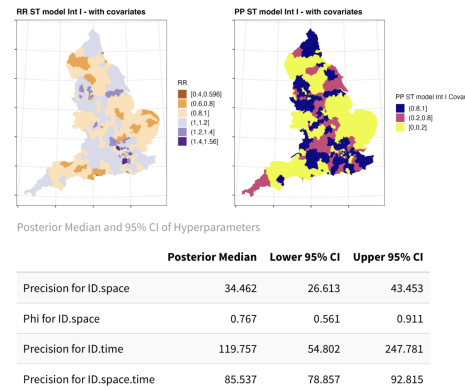 RR ST model Int I - with covariates
PP ST model Int I - with covariates
RR
[0.4,0.596]
(0.6,0.8]
(0.8,1]
(1,1.2]
(1.2,1.4]
(1.4,1.56]
PP ST model Int I Covar
(0.8,1]
(0.2,0.8]
[0,0.2]
Posterior Median and 95% CI of Hyperparameters
Posterior Median Lower 95% CI Upper 95% CI
Precision for ID.space 34.462 26.613 43.453
Phi for ID.space 0.767 0.561 0.911
Precision for ID.time 119.757 54.802 247.781
Precision for ID.space.time 85.537 78.857 92.815